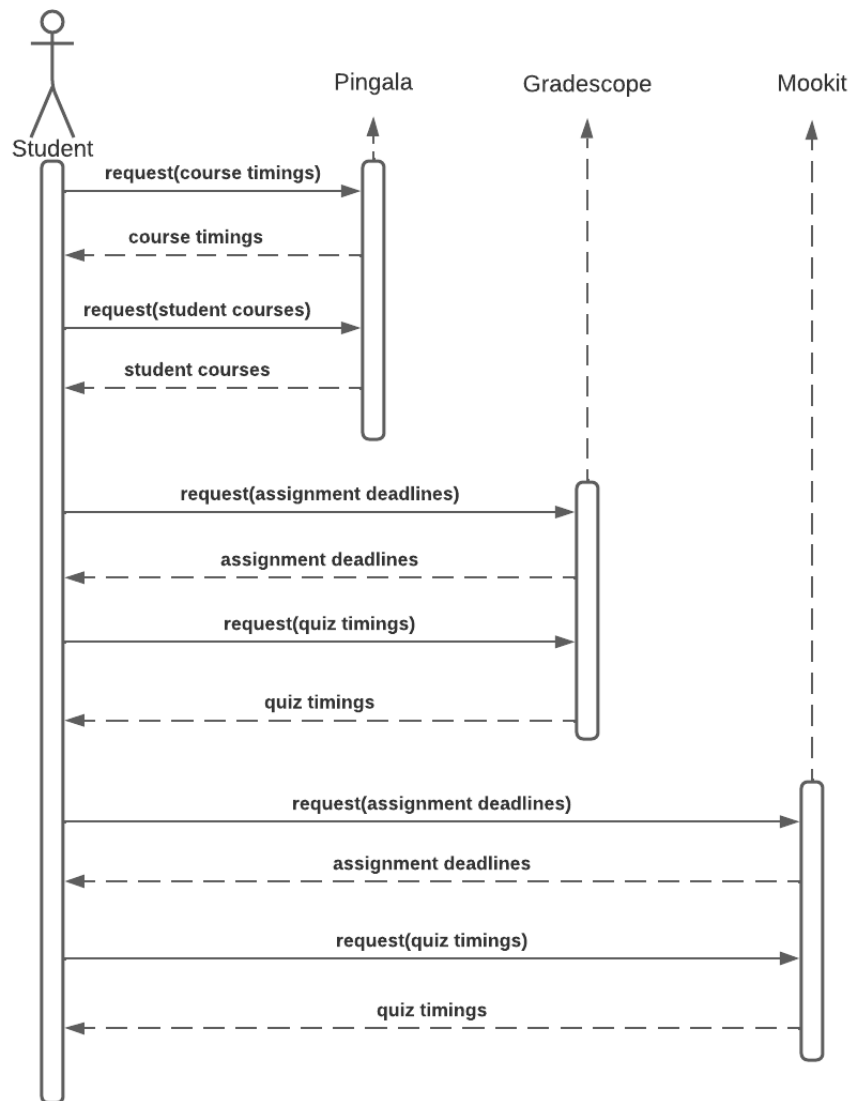 Pingala
Gradescope
Mookit
Student
request(course timings)
course timings
request(student courses)
student courses
request(assignment deadlines)
assignment deadlines
request(quiz timings)
quiz timings
request(assignment deadlines)
assignment deadlines
request(quiz timings)
quiz timings